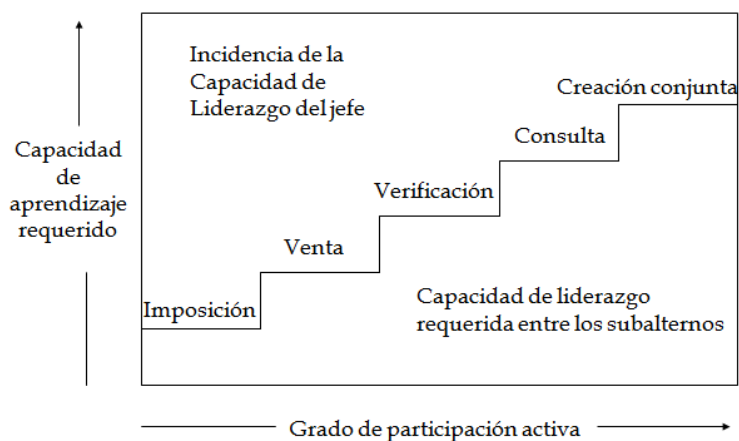 Incidencia de la
Capacidad de
Liderazgo del jefe
Creación conjunta
Consulta
Capacidad
de
aprendizaje
requerido
Verificación
Venta
Imposición
Capacidad de liderazgo
requerida entre los subalternos
Grado de participación activa